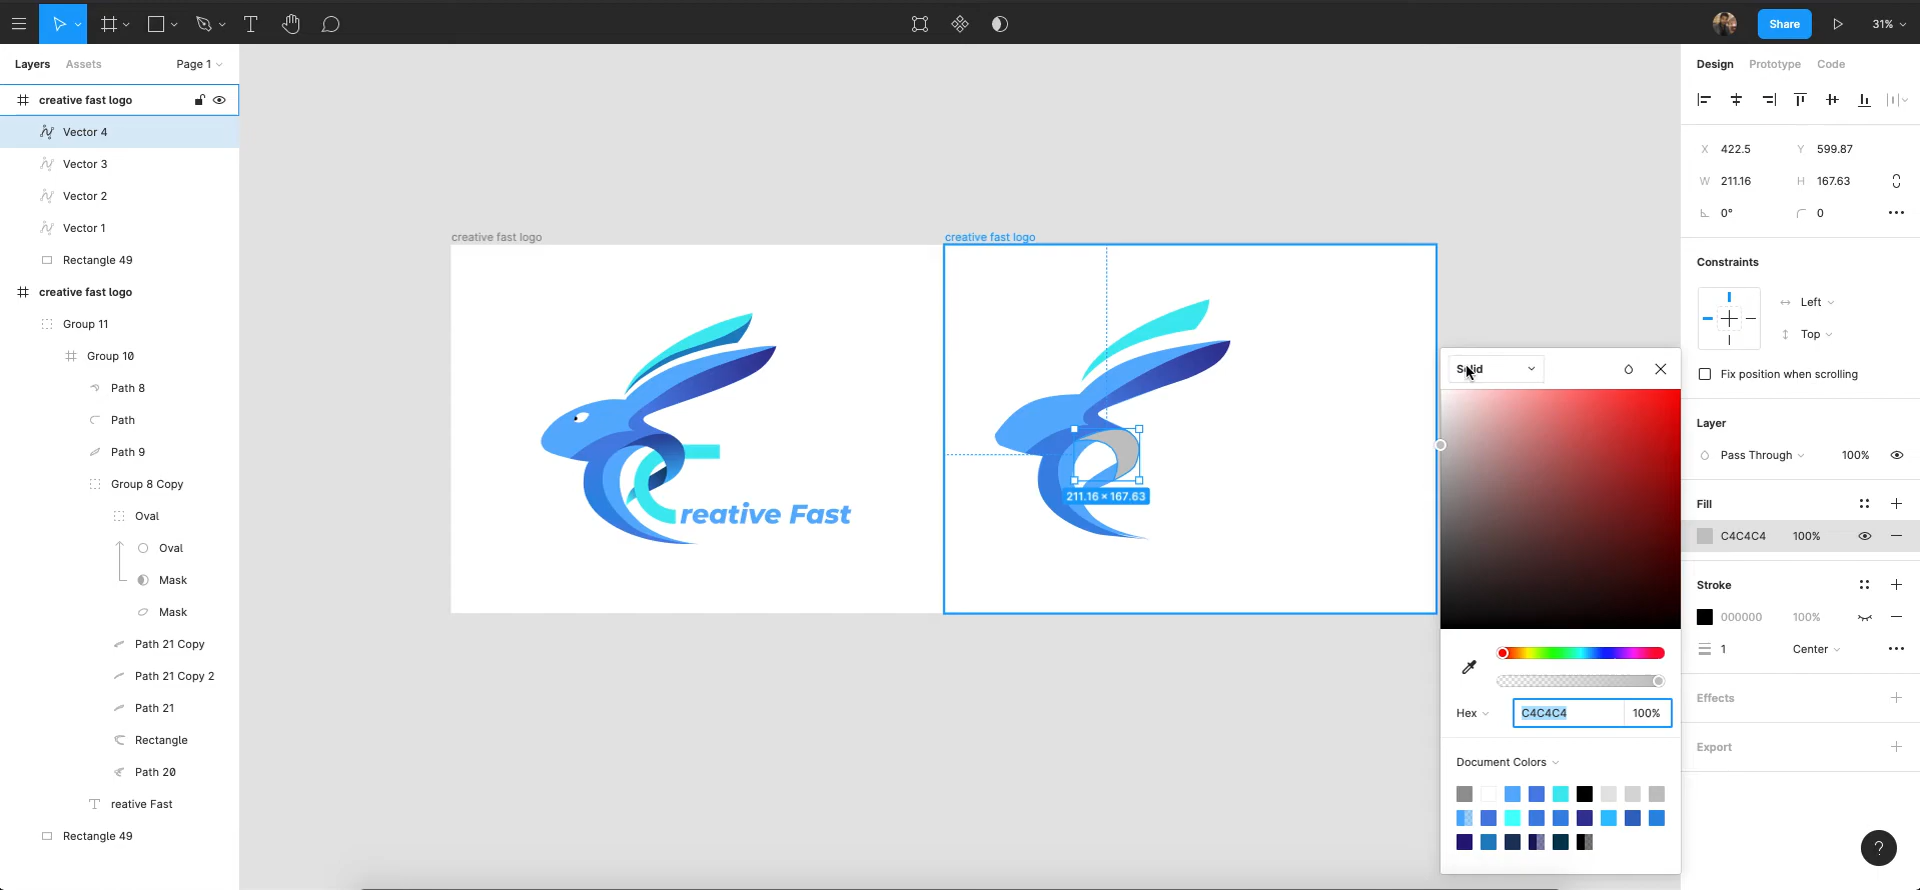 Share
31%
Layers
Assets
Page 1
creative fast logo
Vector 4
Vector 3
Vector 2
Vector 1
Rectangle 49
creative fast logo
Group 11
Group 10
Path 8
Path
Path 9
Group 8 Copy
Oval
Oval
Mask
Mask
Path 21 Copy
Path 21 Copy 2
Path 21
Rectangle
Path 20
reative Fast
Rectangle 49
creative fast logo
Creative Fast
creative fast logo
211.16 × 167.63
Solid
Hex
C4C4C4
100%
Document Colors
Design
Prototype
Code
X 422.5 Y 599.87
W 211.16 H 167.63
0° 0
Constraints
Left
Top
Fix position when scrolling
Layer
Pass Through 100%
Fill
C4C4C4 100%
Stroke
000000 100%
1 Center
Effects
Export
?